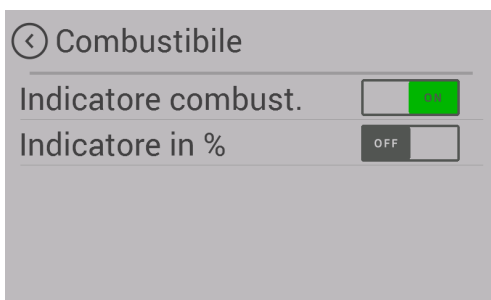 Combustibile
Indicatore combust. ON
Indicatore in % OFF